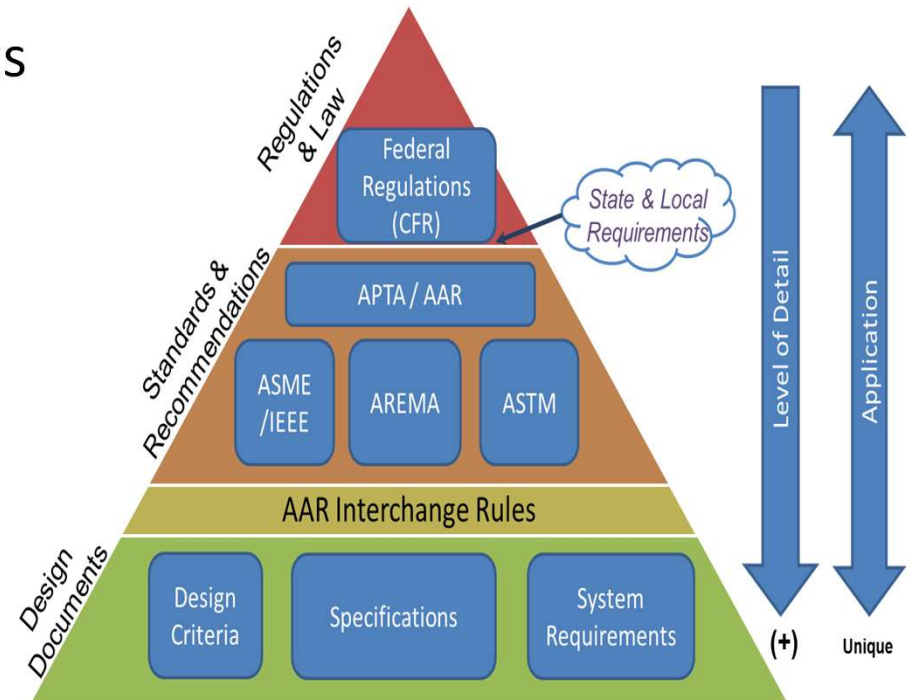 s
Regulations
& Law
Federal
Regulations
(CFR)
State & Local
Requirements
Standards &
Recommendations
APTA / AAR
ASME
/IEEE
AREMA
ASTM
AAR Interchange Rules
Design
Documents
Design
Criteria
Specifications
System
Requirements
Level of Detail
(+)
Application
Unique